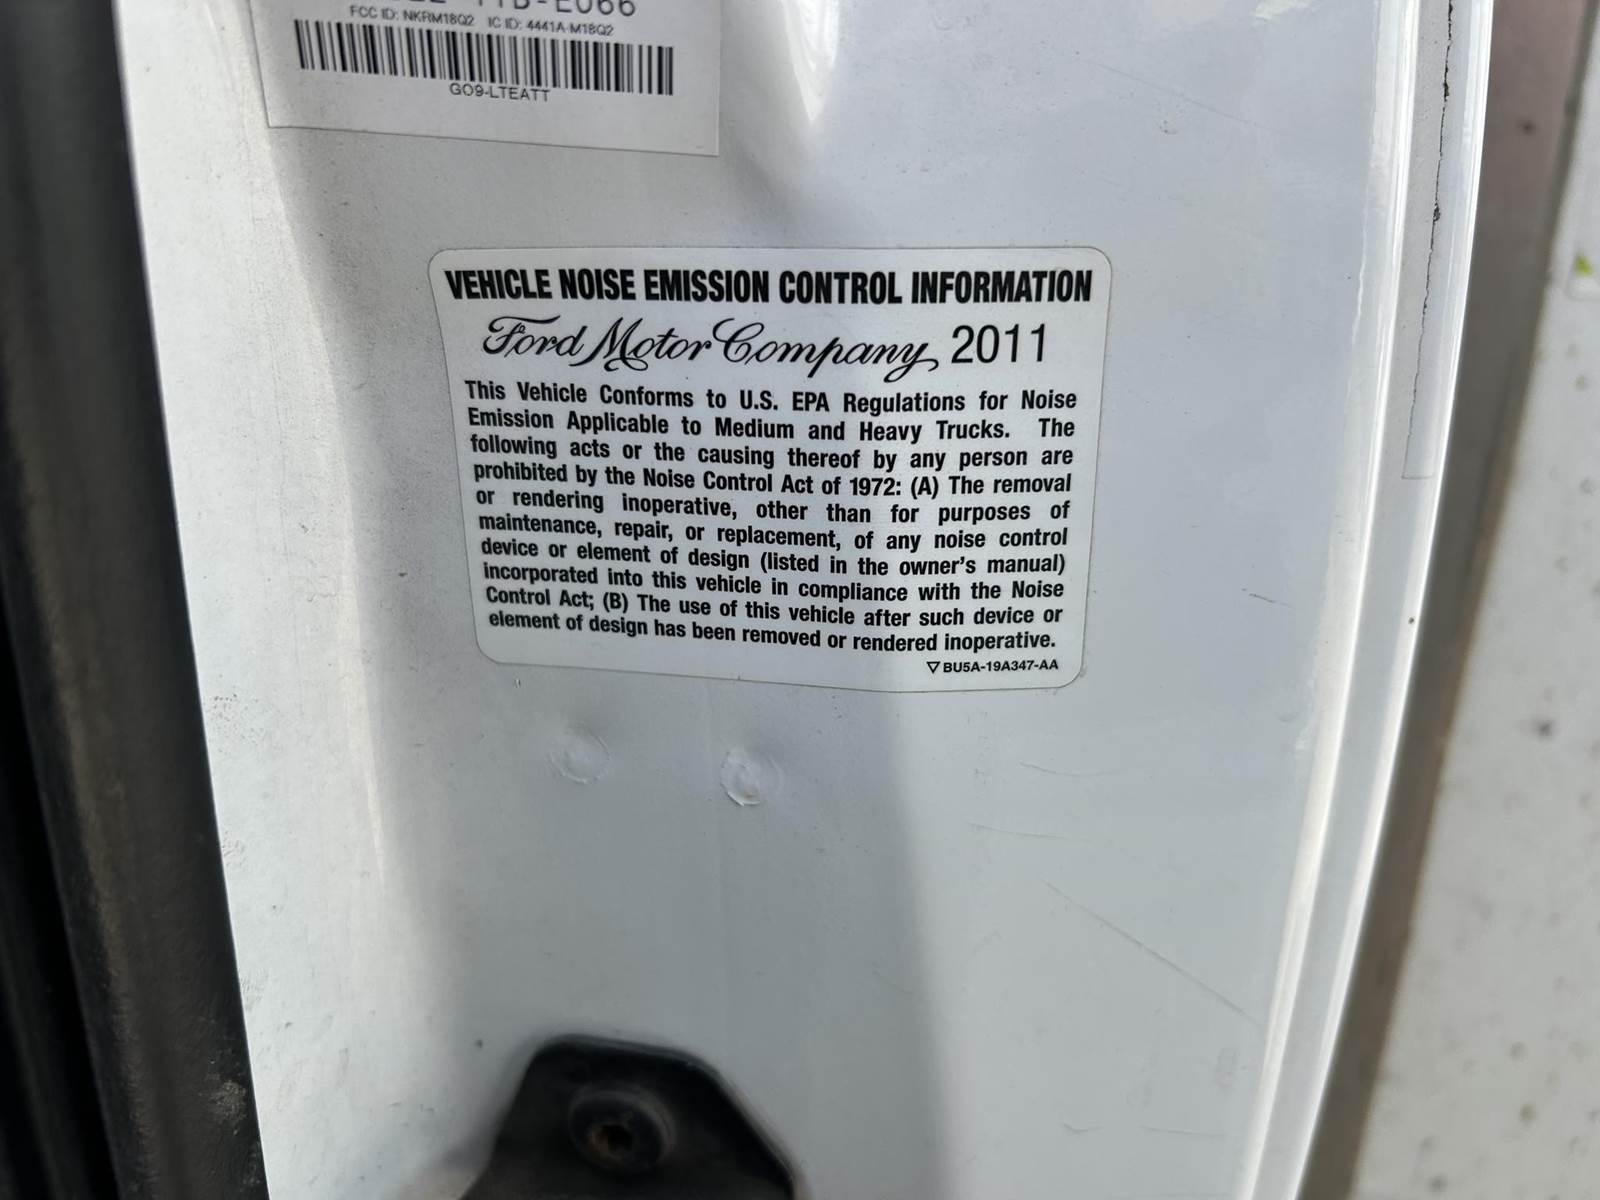 FCC ID: NKRM18Q2 IC ID: 4441A-M18Q2
GO9-LTEATT
VEHICLE NOISE EMISSION CONTROL INFORMATION
Ford Motor Company 2011
This Vehicle Conforms to U.S. EPA Regulations for Noise
Emission Applicable to Medium and Heavy Trucks. The
following acts or the causing thereof by any person are
prohibited by the Noise Control Act of 1972: (A) The removal
or rendering inoperative, other than for purposes of
maintenance, repair, or replacement, of any noise control
device or element of design (listed in the owner's manual)
incorporated into this vehicle in compliance with the Noise
Control Act; (B) The use of this vehicle after such device or
element of design has been removed or rendered inoperative.
▽ BU5A-19A347-AA